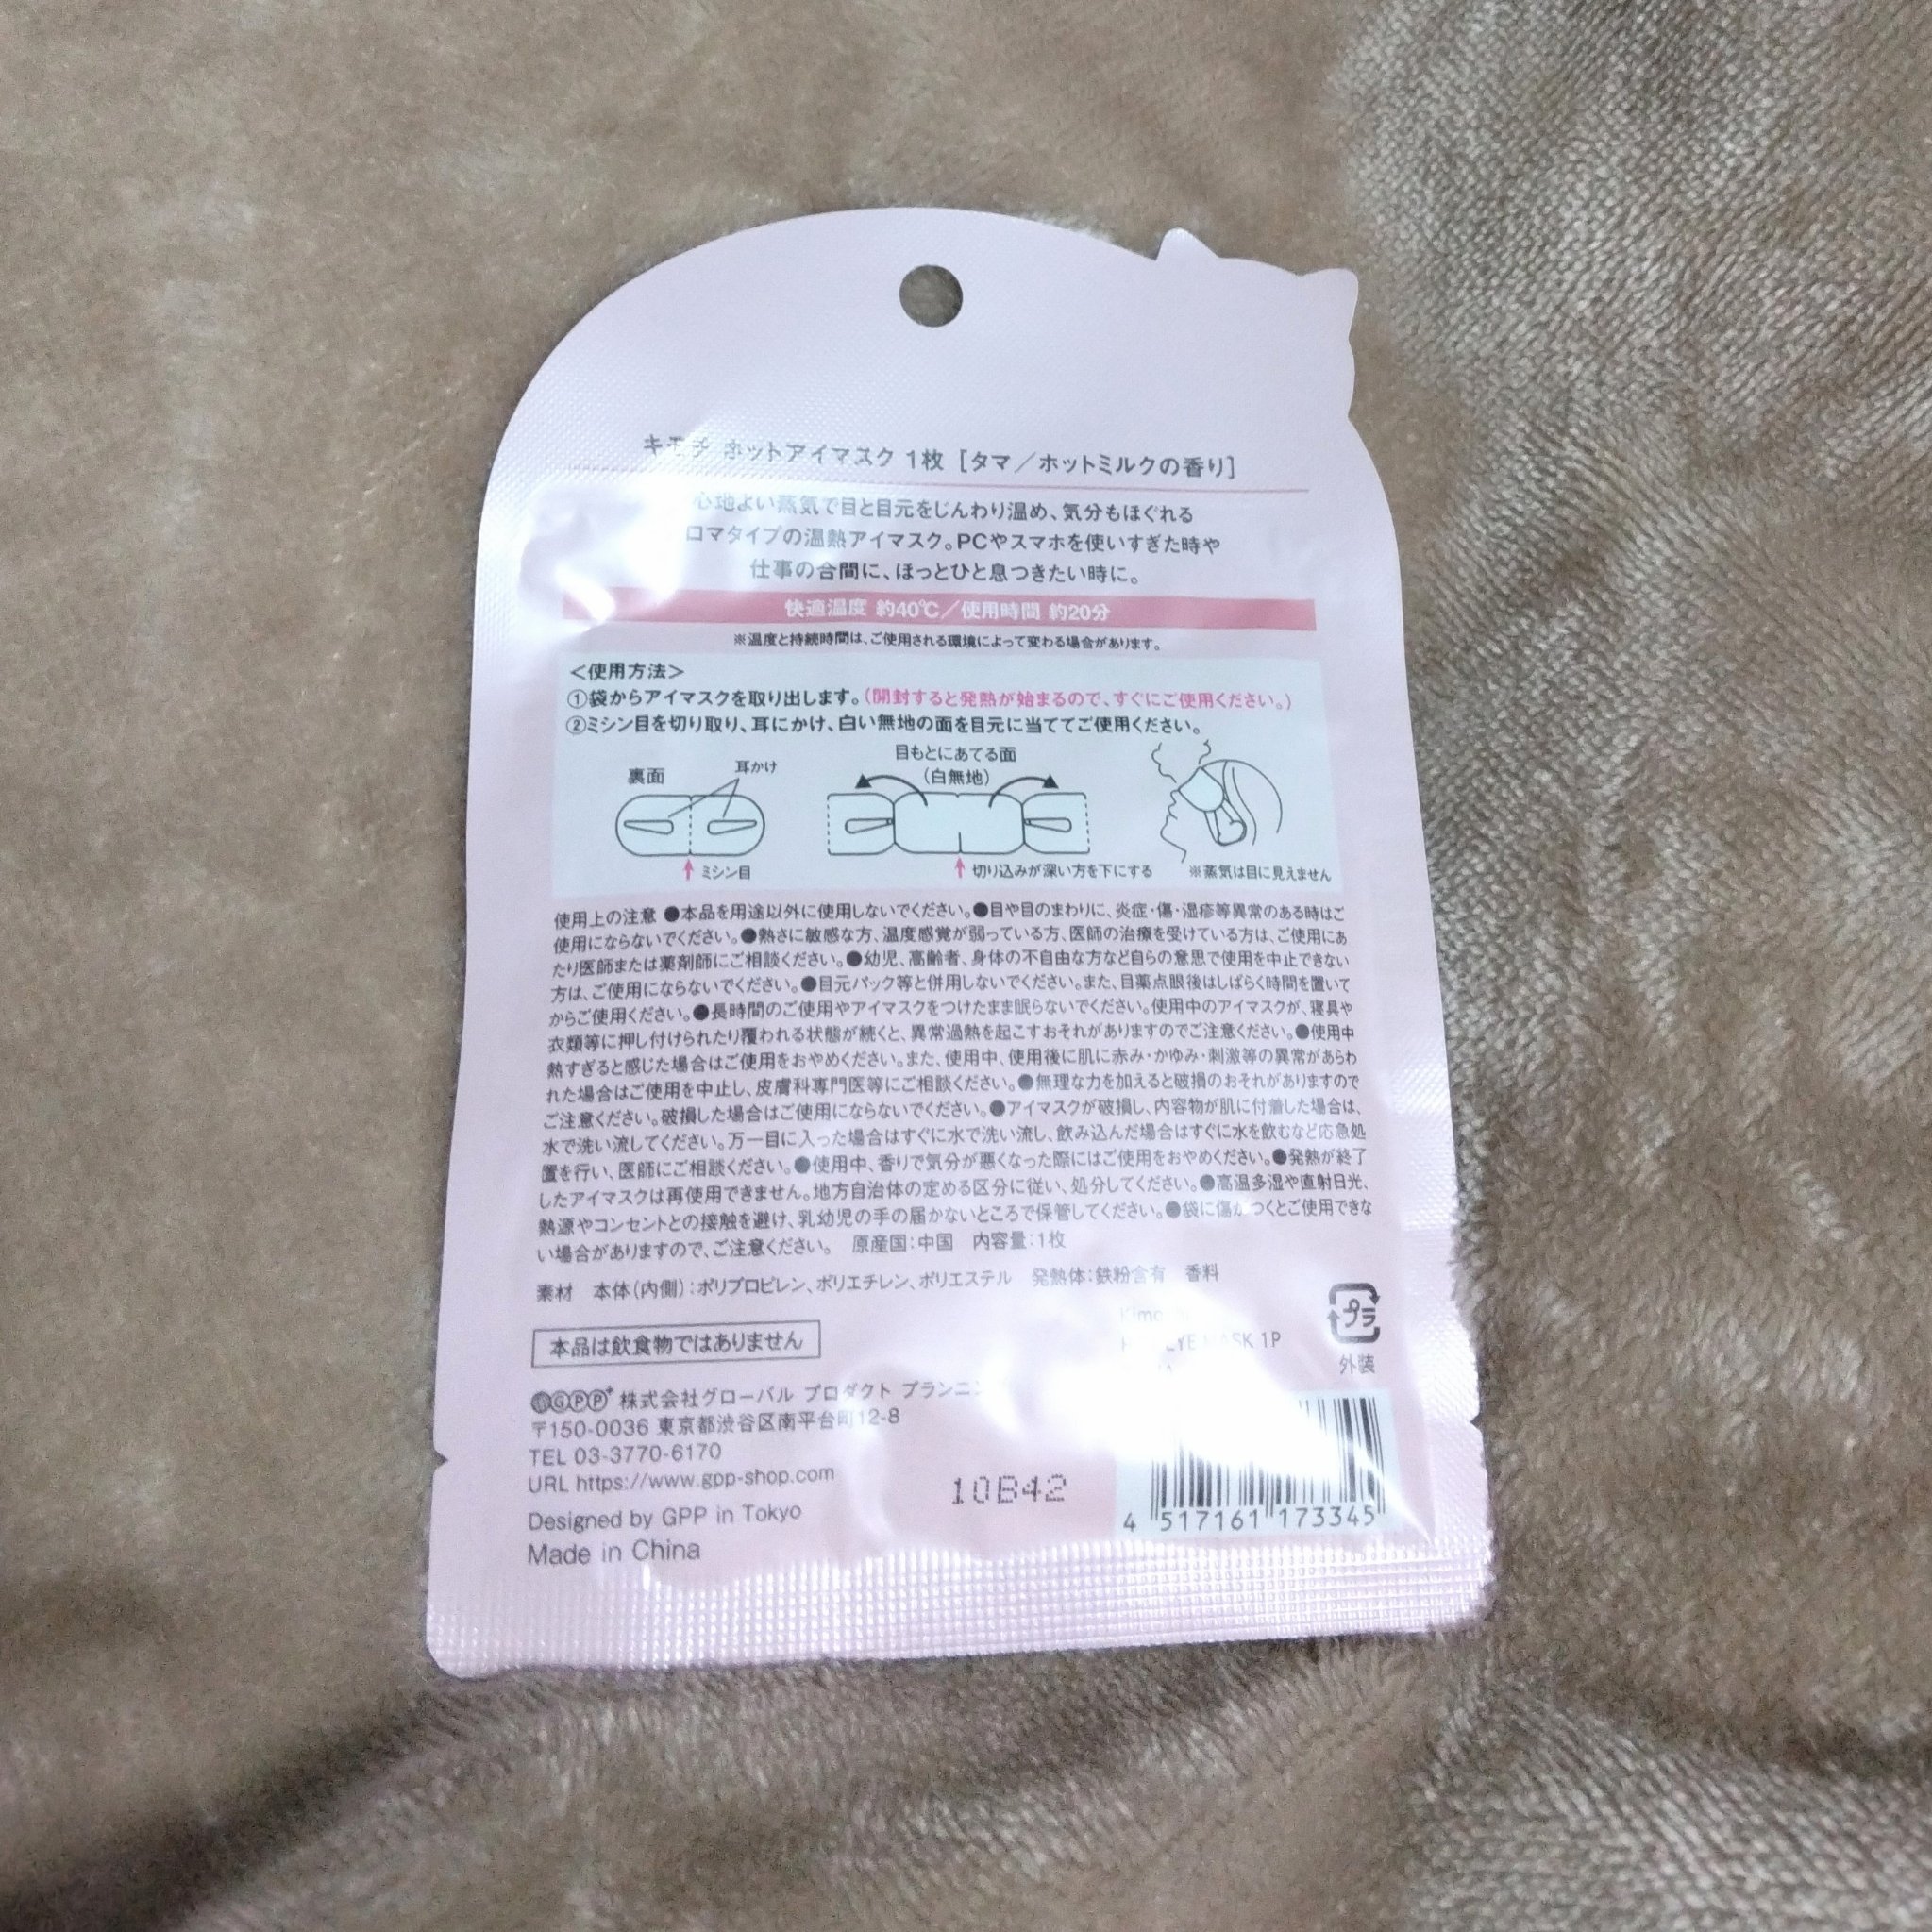 キモチ ホットアイマスク 1枚 [タマ/ホットミルクの香り]
心地よい蒸気で目と目元をじんわり温め、気分もほぐれる
ロマタイプの温熱アイマスク。PCやスマホを使いすぎた時や
仕事の合間に、ほっとひと息つきたい時に。
快適温度 約40℃/使用時間 約20分
※温度と持続時間は、ご使用される環境によって変わる場合があります。
<使用方法>
①袋からアイマスクを取り出します。(開封すると発熱が始まるので、すぐにご使用ください。)
②ミシン目を切り取り、耳にかけ、白い無地の面を目元に当ててご使用ください。
裏面
耳かけ
目もとにあてる面
(白無地)
ミシン目
切り込みが深い方を下にする
※蒸気は目に見えません
使用上の注意 ●本品を用途以外に使用しないでください。●目や目のまわりに、炎症・傷・湿疹等異常のある時はご
使用にならないでください。●熱さに敏感な方、温度感覚が弱っている方、医師の治療を受けている方は、ご使用にあ
たり医師または薬剤師にご相談ください。●幼児、高齢者、身体の不自由な方など自らの意思で使用を中止できない
方は、ご使用にならないでください。●目元パック等と併用しないでください。また、目薬点眼後はしばらく時間を置いて
からご使用ください。●長時間のご使用やアイマスクをつけたまま眠らないでください。使用中のアイマスクが、寝具や
衣類等に押し付けられたり覆われる状態が続くと、異常過熱を起こすおそれがありますのでご注意ください。●使用中
熱すぎると感じた場合はご使用をおやめください。また、使用中、使用後に肌に赤み・かゆみ・刺激等の異常があらわ
れた場合はご使用を中止し、皮膚科専門医等にご相談ください。●無理な力を加えると破損のおそれがありますので
ご注意ください。破損した場合はご使用にならないでください。●アイマスクが破損し、内容物が肌に付着した場合は、
水で洗い流してください。万一目に入った場合はすぐに水で洗い流し、飲み込んだ場合はすぐに水を飲むなど応急処
置を行い、医師にご相談ください。●使用中、香りで気分が悪くなった際にはご使用をおやめください。●発熱が終了
したアイマスクは再使用できません。地方自治体の定める区分に従い、処分してください。●高温多湿や直射日光、
熱源やコンセントとの接触を避け、乳幼児の手の届かないところで保管してください。●袋に傷がつくとご使用できな
い場合がありますので、ご注意ください。 原産国:中国 内容量:1枚
素材 本体(内側):ポリプロピレン、ポリエチレン、ポリエステル 発熱体:鉄粉含有 香料
本品は飲食物ではありません
EYE MASK 1P
プラ
外装
GPP+ 株式会社グローバル プロダクト プランニン
〒150-0036 東京都渋谷区南平台町12-8
TEL 03-3770-6170
URL https://www.gpp-shop.com
Designed by GPP in Tokyo
Made in China
10B42
4 517161 173345